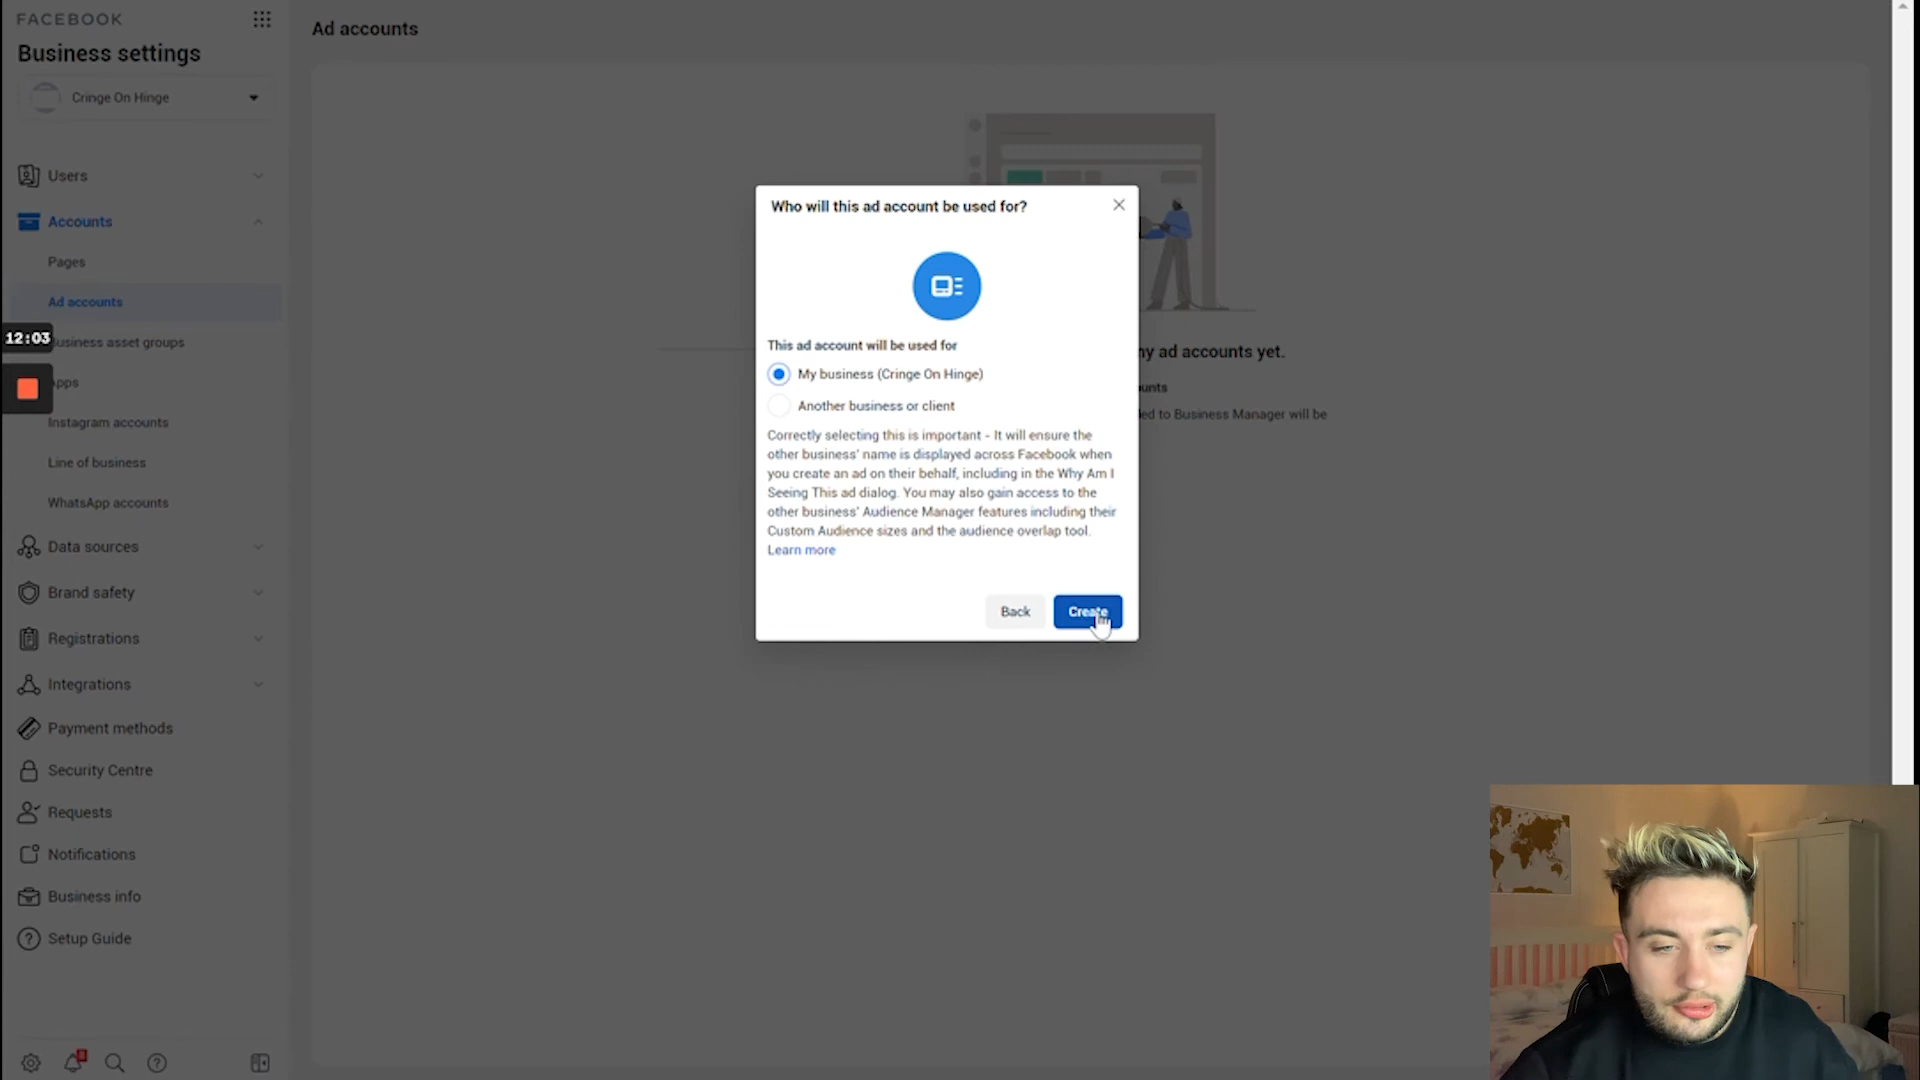 FACEBOOK
Business settings
Cringe On Hinge
Users
Accounts
Pages
Ad accounts
12:03
usiness asset groups
pps
Instagram accounts
Line of business
WhatsApp accounts
Data sources
Brand safety
Registrations
Integrations
Payment methods
Security Centre
Requests
Notifications
Business info
Setup Guide
Ad accounts
ny ad accounts yet.
unts
led to Business Manager will be
Who will this ad account be used for?
This ad account will be used for
My business (Cringe On Hinge)
Another business or client
Correctly selecting this is important - It will ensure the
other business' name is displayed across Facebook when
you create an ad on their behalf, including in the Why Am I
Seeing This ad dialog. You may also gain access to the
other business' Audience Manager features including their
Custom Audience sizes and the audience overlap tool.
Learn more
Back
Create